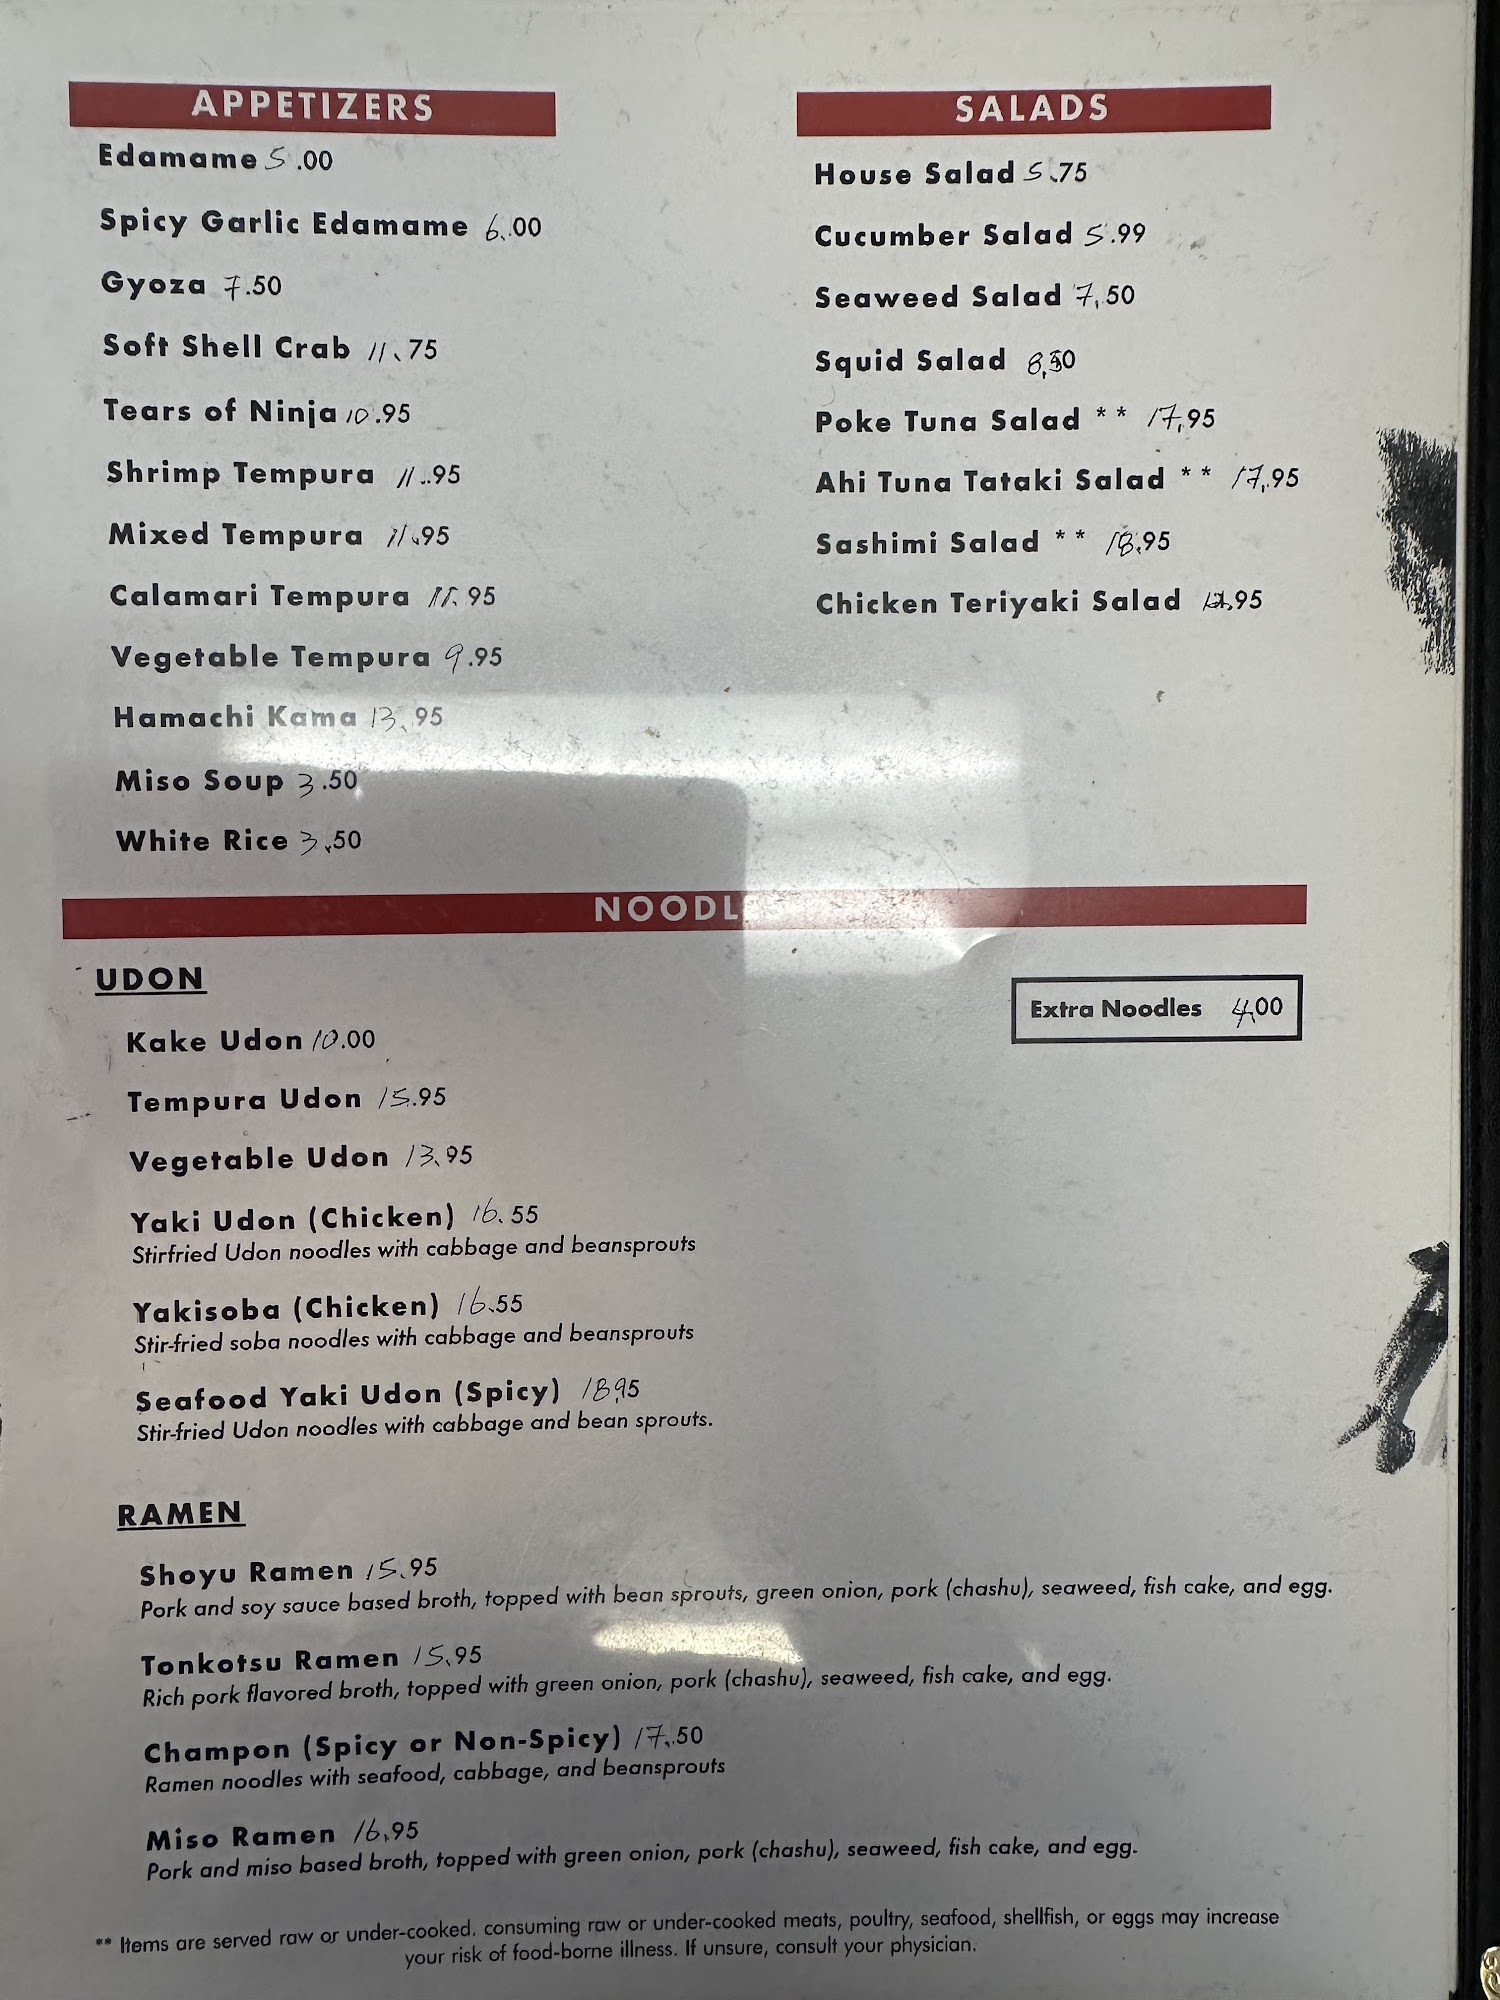 APPETIZERS
Edamame 5.00
Spicy Garlic Edamame 6.00
Gyoza 7.50
Soft Shell Crab 11.75
Tears of Ninja 10.95
Shrimp Tempura 11.95
Mixed Tempura 11.95
Calamari Tempura 11.95
Vegetable Tempura 9.95
Hamachi Kama 13.95
Miso Soup 3.50
White Rice 3.50
SALADS
House Salad 5.75
Cucumber Salad 5.99
Seaweed Salad 7.50
Squid Salad 8.50
Poke Tuna Salad ** 17.95
Ahi Tuna Tataki Salad ** 17.95
Sashimi Salad ** 18.95
Chicken Teriyaki Salad
NOODLES
Extra Noodles 4.00
UDON
Kake Udon 10.00
Tempura Udon 15.95
Vegetable Udon 13.95
Yaki Udon (Chicken) 16.55
Stirfried Udon noodles with cabbage and beansprouts
Yakisoba (Chicken) 16.55
Stir-fried soba noodles with cabbage and beansprouts
Seafood Yaki Udon (Spicy) 18.95
Stir-fried Udon noodles with cabbage and bean sprouts.
RAMEN
Shoyu Ramen 15.95
Pork and soy sauce based broth, topped with bean sprouts, green onion, pork (chashu), seaweed, fish cake, and egg.
Tonkotsu Ramen 15.95
Rich pork flavored broth, topped with green onion, pork (chashu), seaweed, fish cake, and egg.
Champon (Spicy or Non-Spicy) 17.50
Ramen noodles with seafood, cabbage, and beansprouts
Miso Ramen 16.95
Pork and miso based broth, topped with green onion, pork (chashu), seaweed, fish cake, and egg.
** Items are served raw or under-cooked, consuming raw or under-cooked meats, poultry, seafood, shellfish, or eggs may increase
your risk of food-borne illness. If unsure, consult your physician.